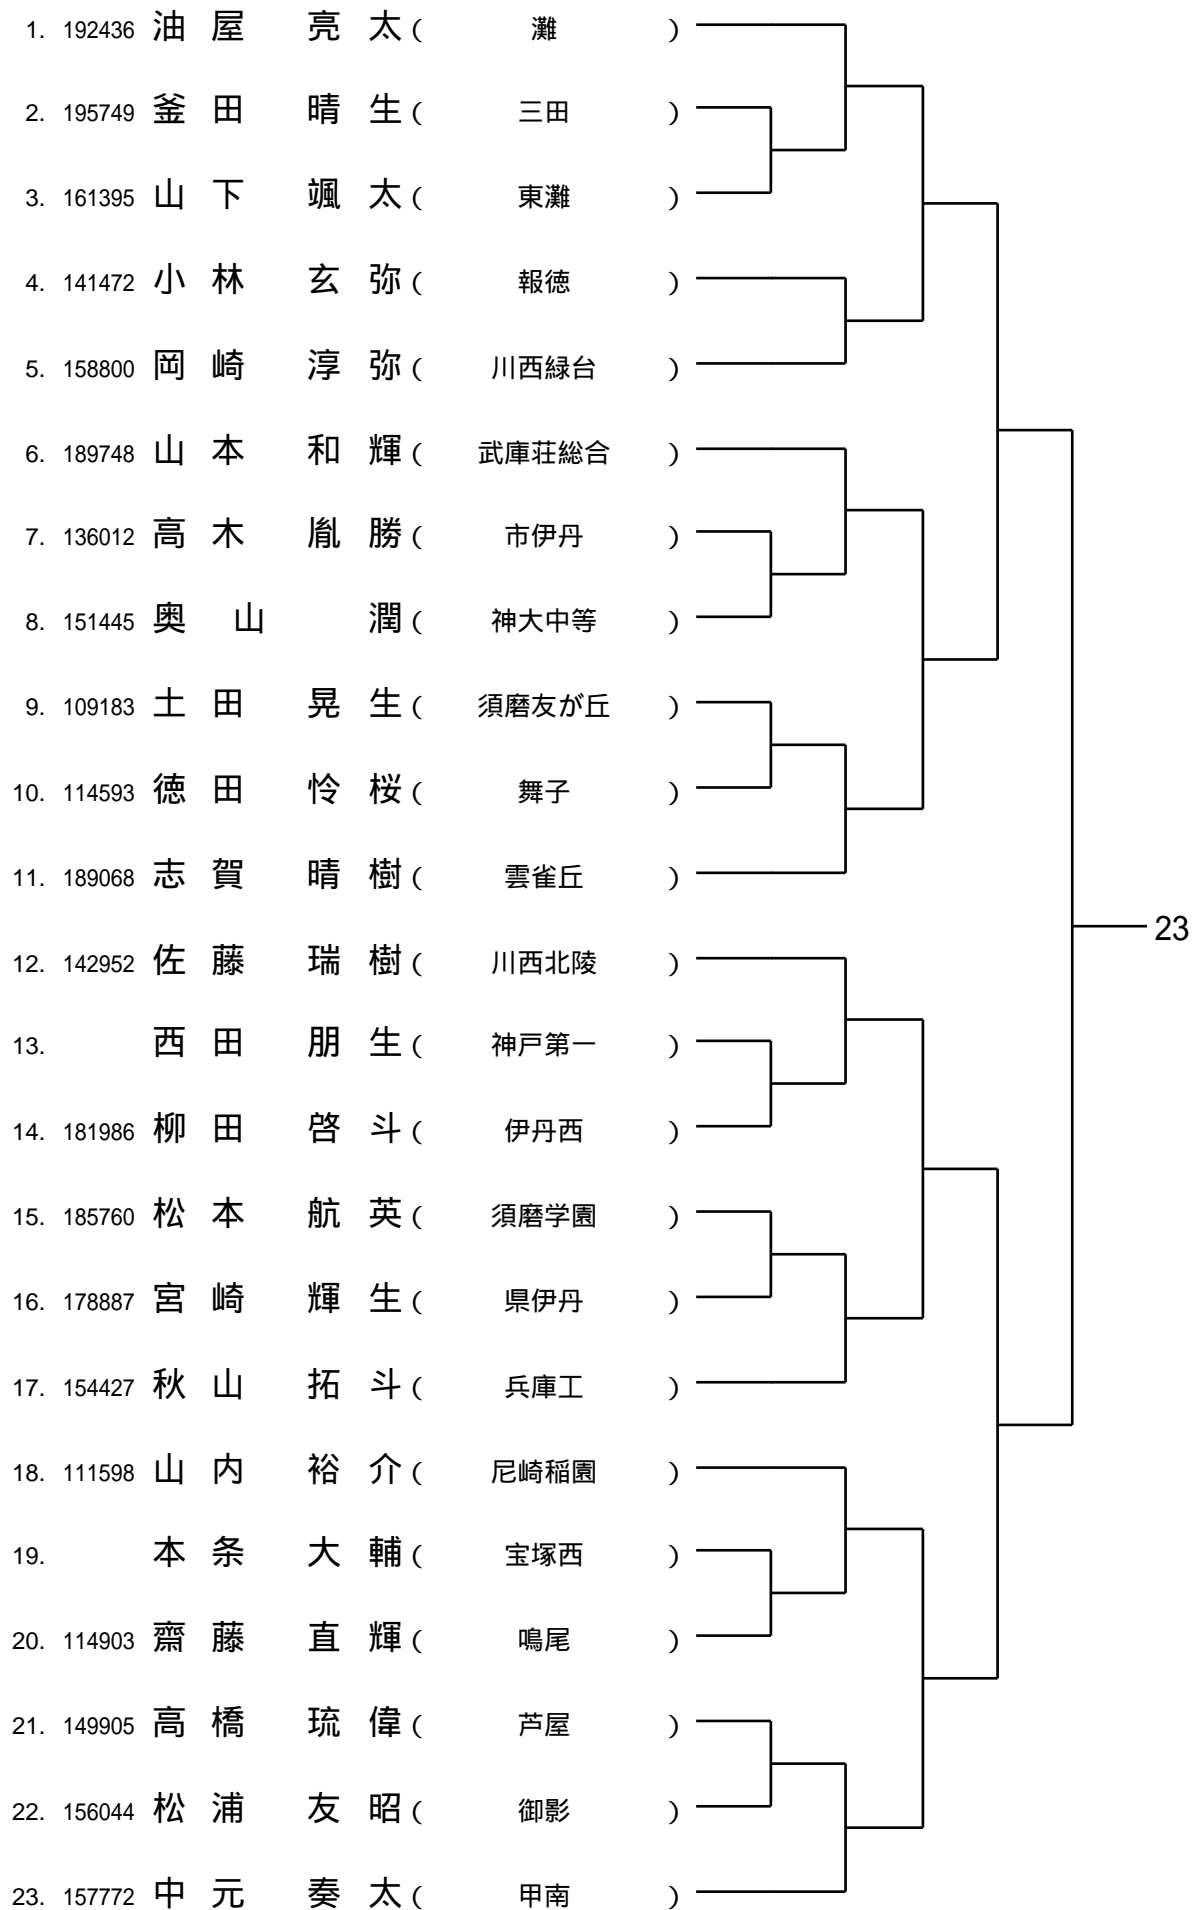 1. 192436 油屋 亮太 ( 灘 )
2. 195749 釜田 晴生 ( 三田 )
3. 161395 山下 颯太 ( 東灘 )
4. 141472 小林 玄弥 ( 報徳 )
5. 158800 岡崎 淳弥 ( 川西緑台 )
6. 189748 山本 和輝 ( 武庫荘総合 )
7. 136012 高木 胤勝 ( 市伊丹 )
8. 151445 奥山 潤 ( 神大中等 )
9. 109183 土田 晃生 ( 須磨友が丘 )
10. 114593 徳田 怜桜 ( 舞子 )
11. 189068 志賀 晴樹 ( 雲雀丘 )
23
12. 142952 佐藤 瑞樹 ( 川西北陵 )
13. 西田 朋生 ( 神戸第一 )
14. 181986 柳田 啓斗 ( 伊丹西 )
15. 185760 松本 航英 ( 須磨学園 )
16. 178887 宮崎 輝生 ( 県伊丹 )
17. 154427 秋山 拓斗 ( 兵庫工 )
18. 111598 山内 裕介 ( 尼崎稲園 )
19. 本条 大輔 ( 宝塚西 )
20. 114903 齋藤 直輝 ( 鳴尾 )
21. 149905 高橋 琉偉 ( 芦屋 )
22. 156044 松浦 友昭 ( 御影 )
23. 157772 中元 奏太 ( 甲南 )